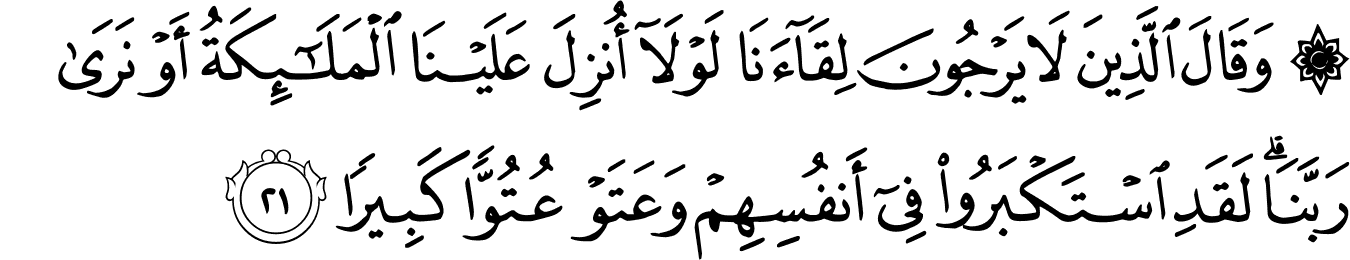 ۞ وَقَالَ ٱلَّذِينَ لَا يَرْجُونَ لِقَآءَنَا لَوْلَآ أُنزِلَ عَلَيْنَا ٱلْمَلَـٰٓئِكَةُ أَوْ نَرَىٰ
رَبَّنَا ۗ لَقَدِ ٱسْتَكْبَرُوا۟ فِىٓ أَنفُسِهِمْ وَعَتَوْ عُتُوًّا كَبِيرًا ٢١